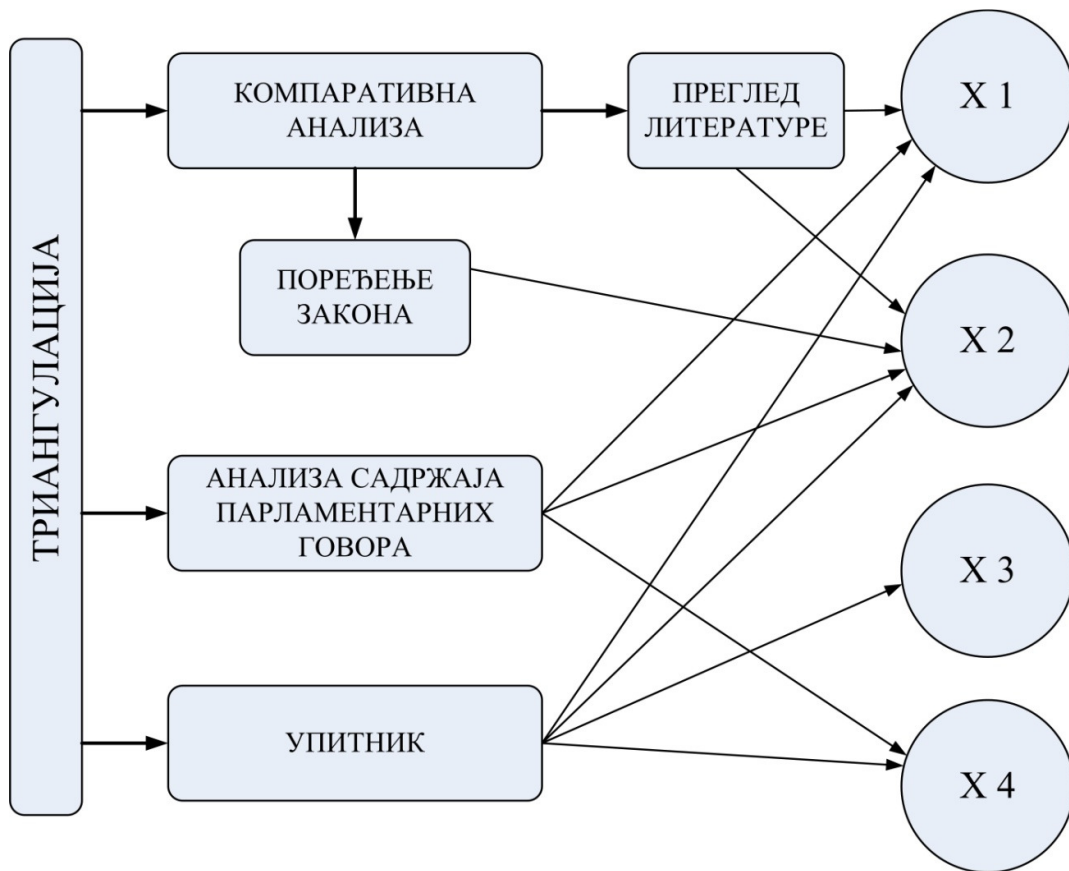 ТРИАНГУЛАЦИЈА
КОМПАРАТИВНА
АНАЛИЗА
ПРЕГЛЕД
ЛИТЕРАТУРЕ
X 1
ПОРЕЂЕЊЕ
ЗАКОНА
X 2
АНАЛИЗА САДРЖАЈА
ПАРЛАМЕНТАРНИХ
ГОВОРА
X 3
УПИТНИК
X 4